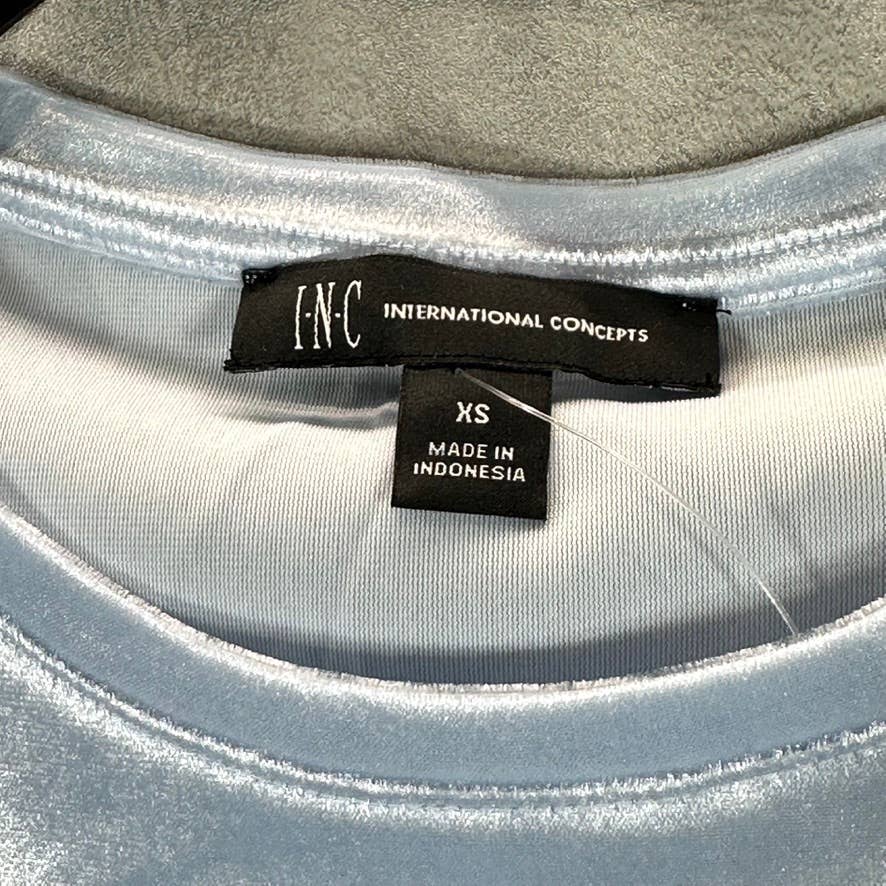 I·N·C INTERNATIONAL CONCEPTS
XS
MADE IN
INDONESIA